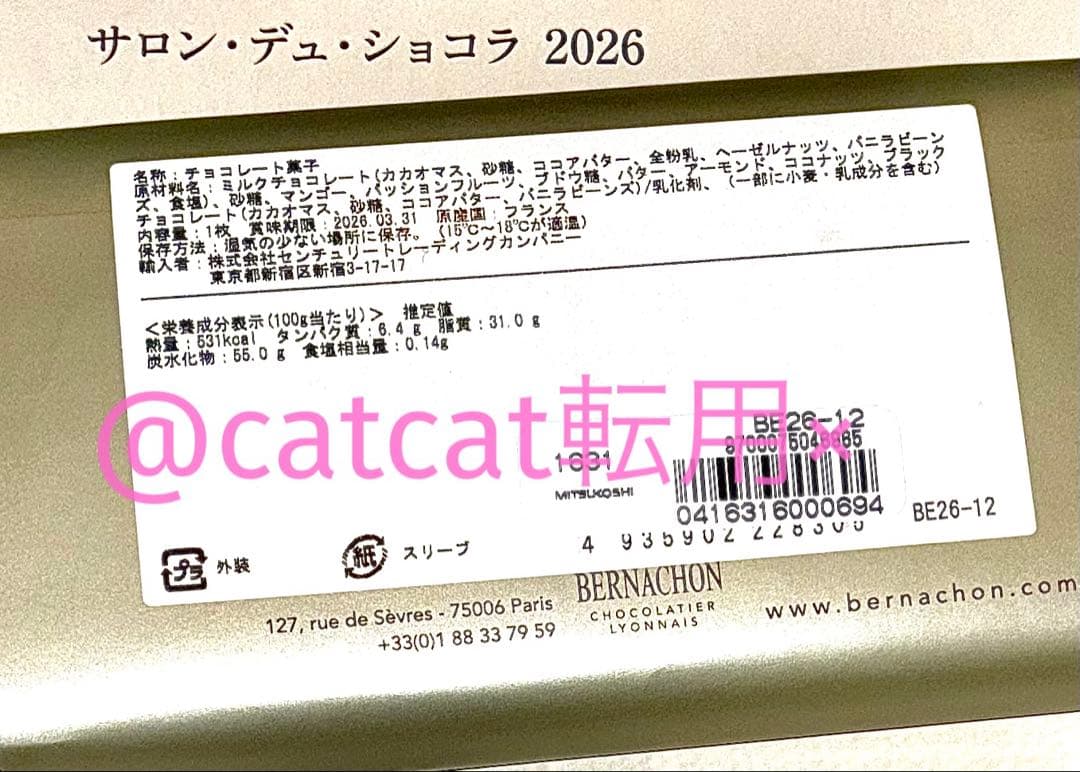 サロン・デュ・ショコラ 2026
名称：チョコレート菓子
原材料名：ミルクチョコレート(カカオマス、砂糖、ココアバター、全粉乳、ヘーゼルナッツ、バニラビーン
ズ、食塩)、砂糖、マンゴー、パッションフルーツ、ブドウ糖、バター、アーモンド、ココナッツ、ブラック
チョコレート(カカオマス、砂糖、ココアバター、バニラビーンズ)/乳化剤、（一部に小麦・乳成分を含む）
内容量：1枚 賞味期限：2026.03.31 原産国：フランス
保存方法：湿気の少ない場所に保存。（15℃～18℃が適温）
輸入者：株式会社センチュリートレーディングカンパニー
東京都新宿区新宿3-17-17
＜栄養成分表示(100g当たり)＞ 推定値
熱量：531kcal タンパク質：6.4 g 脂質：31.0 g
炭水化物：55.0 g 食塩相当量：0.14g
@catcat転用×
BE26-12
1631
MITSUKOSHI
0416316000694
BE26-12
プラ 外装
紙 スリーブ
4 935902 228305
127, rue de Sèvres - 75006 Paris
+33(0)1 88 33 79 59
BERNACHON
CHOCOLATIER
LYONNAIS
www.bernachon.com